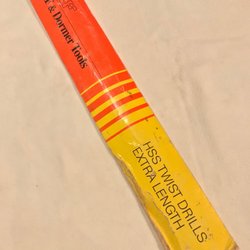 & Dormer Tools
HSS TWIST DRILLS
EXTRA LENGTH